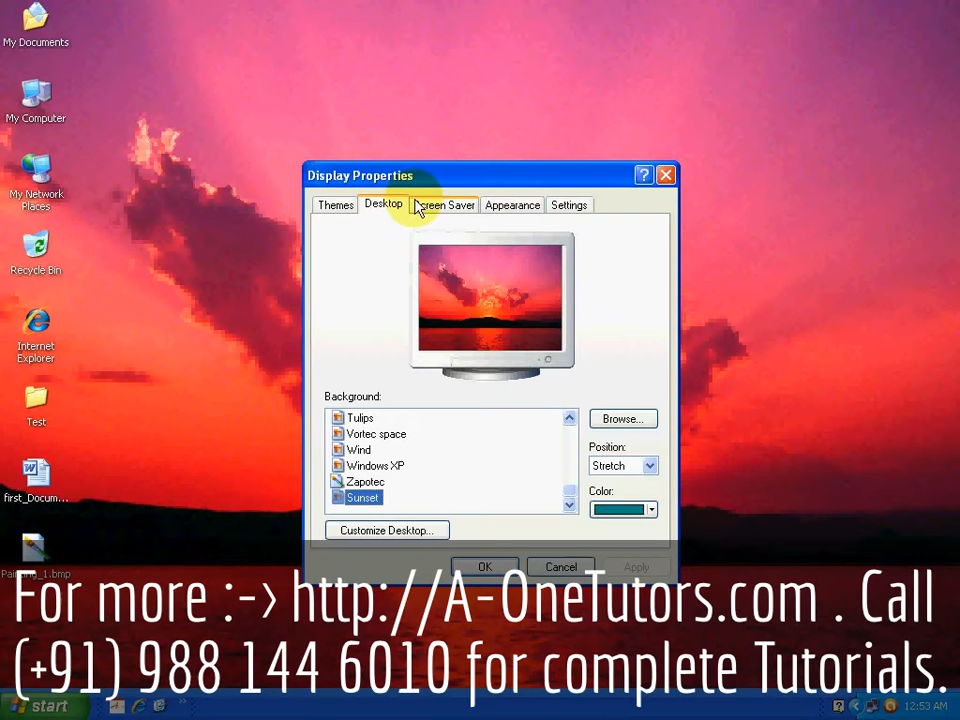 My Documents
My Computer
My Network
Places
Recycle Bin
Internet
Explorer
Test
first_Docum...
Display Properties
Themes Desktop Screen Saver Appearance Settings
Background:
Tulips
Vortec space
Wind
Windows XP
Zapotec
Sunset
Browse...
Position:
Stretch
Color:
Customize Desktop...
OK Cancel Apply
For more :-> http://A-OneTutors.com . Call
(+91) 988 144 6010 for complete Tutorials.
start
12:53 AM